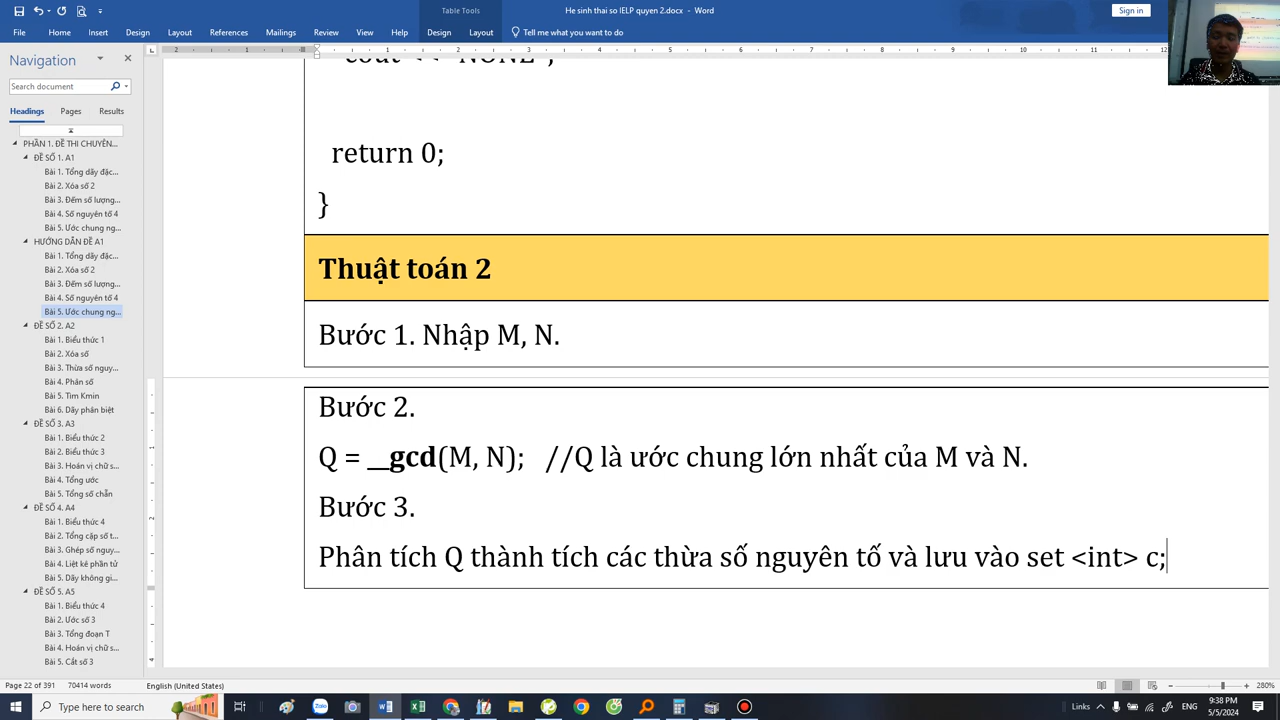 He sinh thai so IELP quyen 2.docx - Word
Table Tools
Sign in
File Home Insert Design Layout References Mailings Review View Help Design Layout Tell me what you want to do
Navigation
Search document
Headings Pages Results
PHẦN 1. ĐỀ THI CHUYÊN...
ĐỀ SỐ 1. A1
Bài 1. Tổng dãy đặc...
Bài 2. Xóa số 2
Bài 3. Đếm số lượng...
Bài 4. Số nguyên tố 4
Bài 5. Ước chung ng...
HƯỚNG DẪN ĐỀ A1
Bài 1. Tổng dãy đặc...
Bài 2. Xóa số 2
Bài 3. Đếm số lượng...
Bài 4. Số nguyên tố 4
Bài 5. Ước chung ng...
ĐỀ SỐ 2. A2
Bài 1. Biểu thức 1
Bài 2. Xóa số
Bài 3. Thừa số nguy...
Bài 4. Phân số
Bài 5. Tìm Kmin
Bài 6. Dãy phân biệt
ĐỀ SỐ 3. A3
Bài 1. Biểu thức 2
Bài 2. Biểu thức 3
Bài 3. Hoán vị chữ số
Bài 4. Tổng ước
Bài 5. Tổng số chẵn
ĐỀ SỐ 4. A4
Bài 1. Biểu thức 4
Bài 2. Tổng cặp số t...
Bài 3. Ghép số nguy...
Bài 4. Liệt kê phần tử
Bài 5. Dãy không gi...
ĐỀ SỐ 5. A5
Bài 1. Biểu thức 4
Bài 2. Ước số 3
Bài 3. Tổng đoạn T
Bài 4. Hoán vị chữ s...
Bài 5. Cắt số 3
cout << "NONE";
return 0;
}
Thuật toán 2
Bước 1. Nhập M, N.
Bước 2.
Q = __gcd(M, N); //Q là ước chung lớn nhất của M và N.
Bước 3.
Phân tích Q thành tích các thừa số nguyên tố và lưu vào set <int> c;
Page 22 of 391 70414 words English (United States) 280%
Type here to search
Links
9:38 PM
5/5/2024